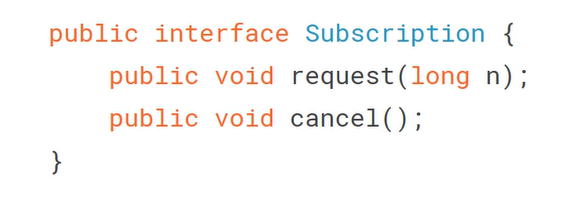 public interface Subscription {
    public void request(long n);
    public void cancel();
}